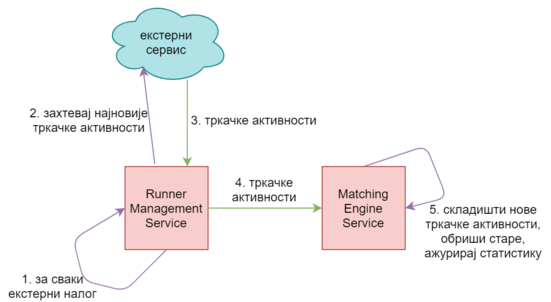 екстерни
сервис
2. захтевај најновије
тркачке активности
3. тркачке активности
Runner
Management
Service
4. тркачке
активности
Matching
Engine
Service
5. складишти нове
тркачке активности,
обриши старе,
ажурирај статистику
1. за сваки
екстерни налог